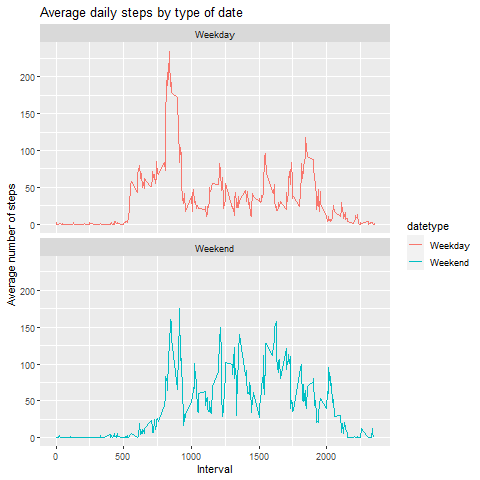 Average daily steps by type of date
Weekday
200
150
100
50
0
Average number of steps
Weekend
200
150
100
50
0
0 500 1000 1500 2000
Interval
datetype
Weekday
Weekend